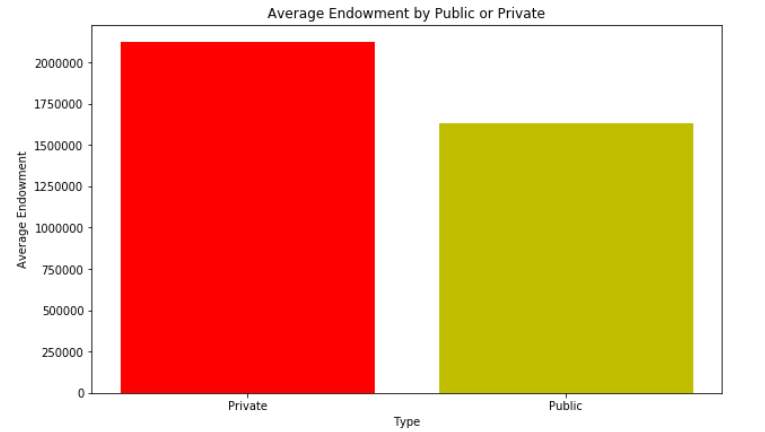 Average Endowment by Public or Private
Average Endowment
2000000
1750000
1500000
1250000
1000000
750000
500000
250000
0
Private
Public
Type